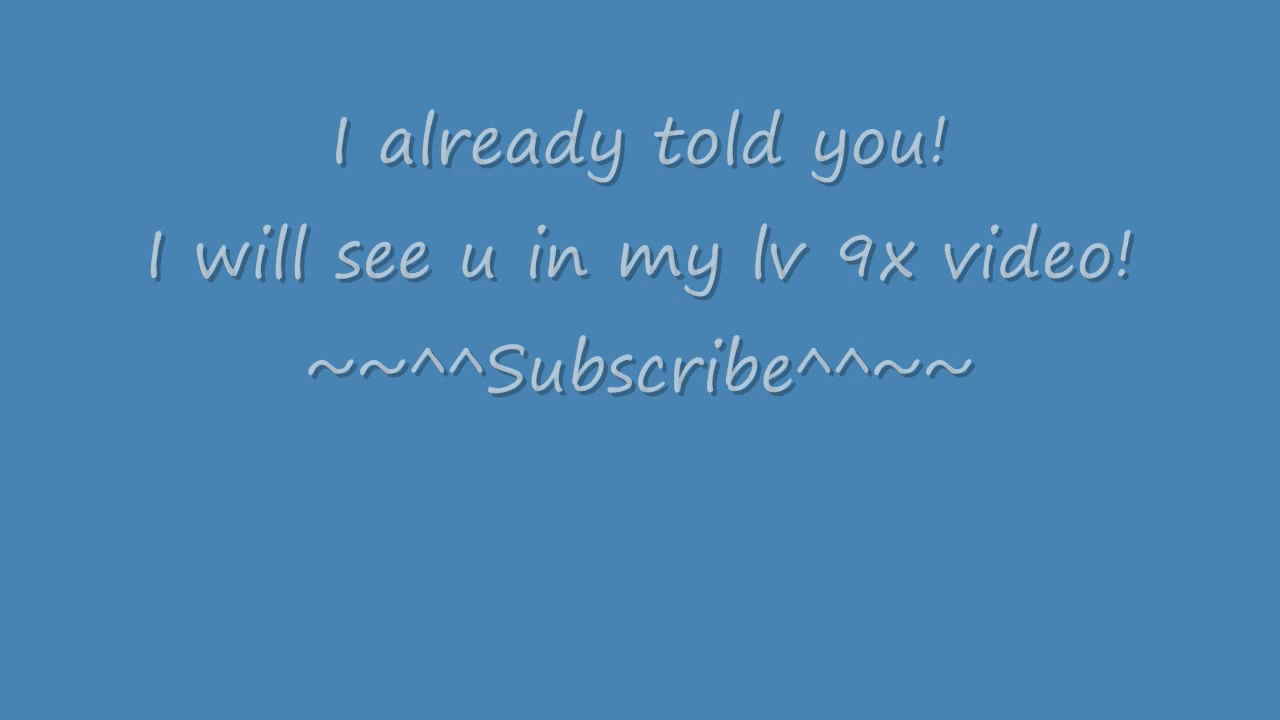 I already told you!
I will see u in my lv 9x video!
~~^^Subscribe^^~~